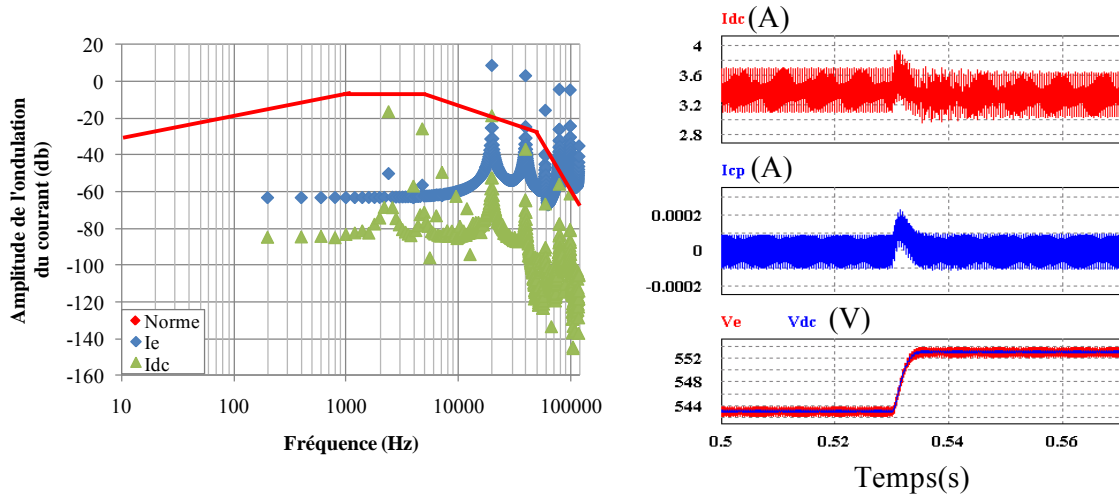 20
0
-20
-40
-60
-80
-100
-120
-140
-160
10
100
1000
10000
100000
Amplitude de l'ondulation
du courant (db)
Fréquence (Hz)
Norme
Ie
Idc
Idc (A)
4
3.6
3.2
2.8
Icp (A)
0.0002
0
-0.0002
Ve Vdc (V)
552
548
544
0.5
0.52
0.54
0.56
Temps(s)